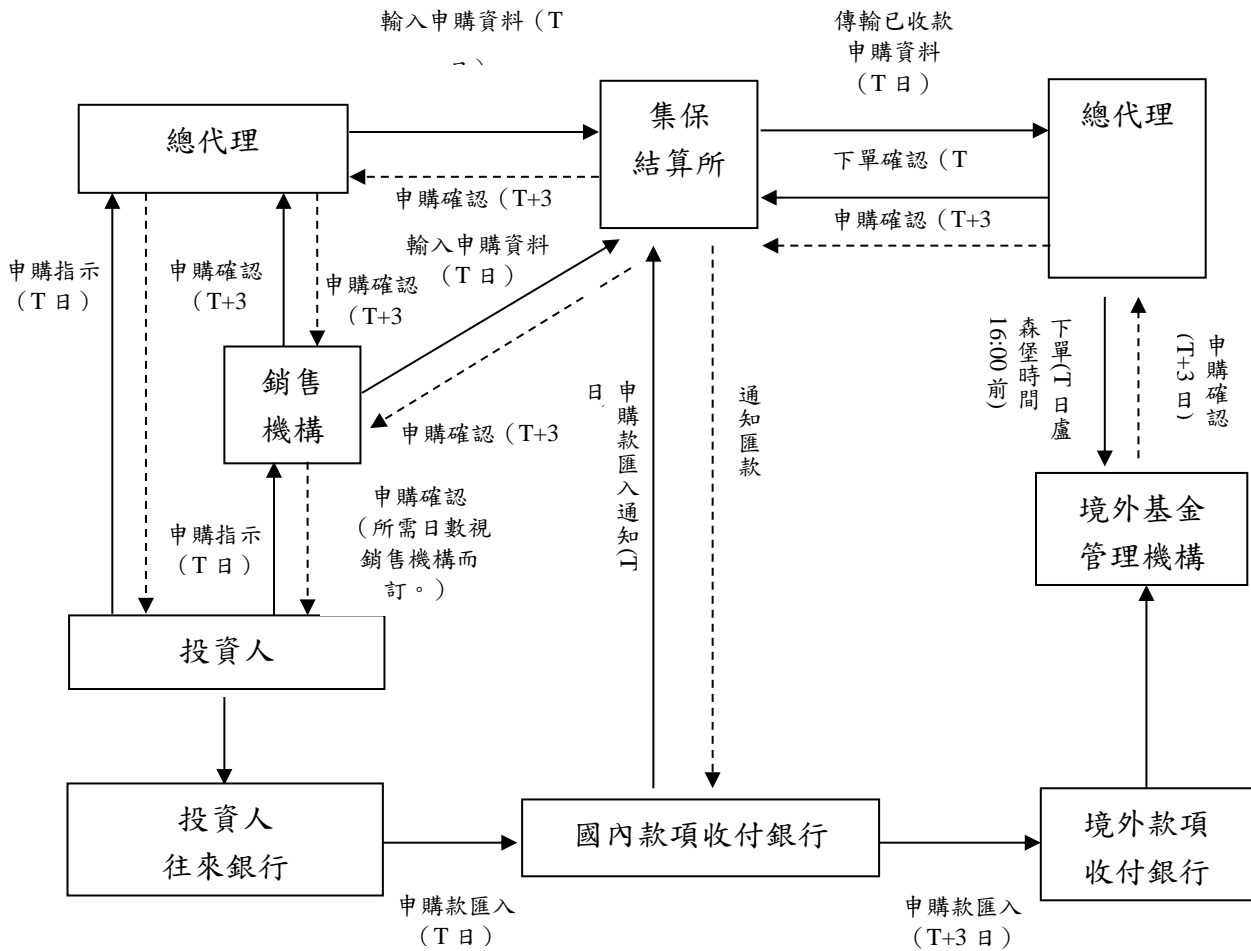 輸入申購資料（T
傳輸已收款
申購資料
（T 日）
總代理
集保
結算所
總代理
下單確認（T
申購確認（T+3
申購確認（T+3
輸入申購資料
（T 日）
申購指示
（T 日）
申購確認
（T+3
申購確認
（T+3
銷售
機構
下單(T 日盧
森堡時間
16:00 前)
申購確認
(T+3 日)
申購款匯入通知(T
日
通知匯款
申購確認（T+3
申購確認
（所需日數視
銷售機構而
訂。）
申購指示
（T 日）
境外基金
管理機構
投資人
投資人
往來銀行
國內款項收付銀行
境外款項
收付銀行
申購款匯入
（T 日）
申購款匯入
（T+3 日）